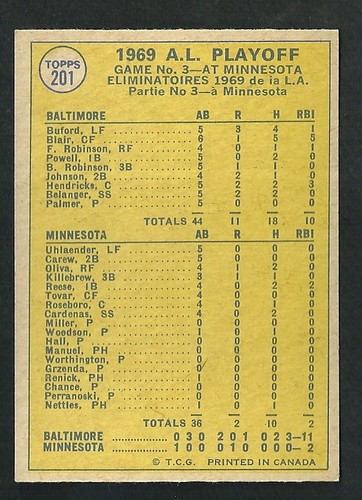 TOPPS
201
1969 A.L. PLAYOFF
GAME No. 3—AT MINNESOTA
ELIMINATOIRES 1969 de la L.A.
Partie No 3—à Minnesota
BALTIMORE AB R H RBI
Buford, LF 5 3 4 1
Blair, CF 6 1 5 5
F. Robinson, RF 4 0 1 1
Powell, 1B 5 0 2 0
B. Robinson, 3B 5 1 1 0
Johnson, 2B 4 2 1 0
Hendricks, C 5 2 2 3
Belanger, SS 5 2 2 0
Palmer, P 5 0 0 0
TOTALS 44 11 18 10
MINNESOTA AB R H RBI
Uhlaender, LF 5 0 0 0
Carew, 2B 5 0 0 0
Oliva, RF 4 1 2 0
Killebrew, 3B 3 1 1 0
Reese, 1B 4 0 2 2
Tovar, CF 4 0 0 0
Roseboro, C 4 0 1 0
Cardenas, SS 4 0 2 0
Miller, P 0 0 0 0
Woodson, P 1 0 1 0
Hall, P 0 0 0 0
Manuel, PH 0 0 0 0
Worthington, P 0 0 0 0
Grzenda, P 0 0 0 0
Renick, PH 1 0 0 0
Chance, P 0 0 0 0
Perranoski, P 0 0 0 0
Nettles, PH 1 0 1 0
TOTALS 36 2 10 2
BALTIMORE 0 3 0 2 0 1 0 2 3—11
MINNESOTA 1 0 0 0 1 0 0 0 0— 2
© T.C.G. PRINTED IN CANADA